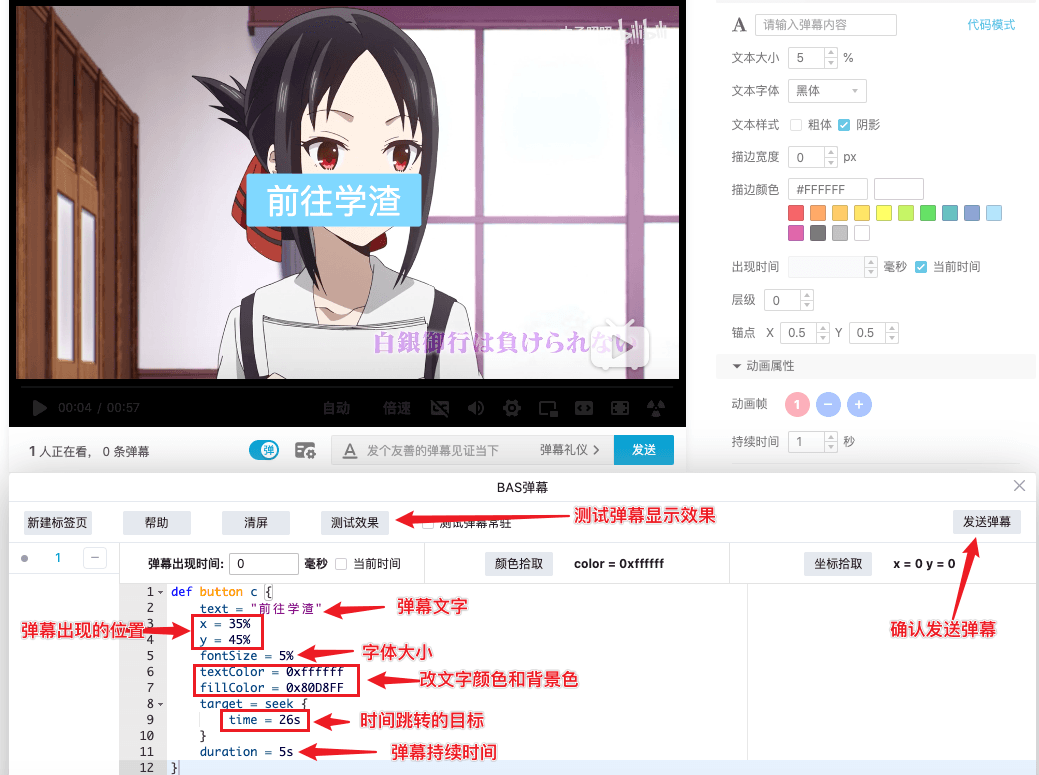 bilibili
前往学渣
白銀御行は負けられない
00:04 / 00:57
自动
倍速
1人正在看， 0 条弹幕
弹
A 发个友善的弹幕见证当下
弹幕礼仪 >
发送
A 请输入弹幕内容
代码模式
文本大小 5 %
文本字体 黑体
文本样式 粗体 阴影
描边宽度 0 px
描边颜色 #FFFFFF
出现时间 毫秒 当前时间
层级 0
锚点 X 0.5 Y 0.5
动画属性
动画帧 1 − +
持续时间 1 秒
BAS弹幕
新建标签页
帮助
清屏
测试效果
测试弹幕常驻
测试弹幕显示效果
发送弹幕
1
弹幕出现时间: 0 毫秒 当前时间
颜色拾取
color = 0xffffff
坐标拾取
x = 0 y = 0
1 def button c {
2 text = "前往学渣"
弹幕文字
3 x = 35%
弹幕出现的位置
4 y = 45%
5 fontSize = 5%
字体大小
6 textColor = 0xffffff
7 fillColor = 0x80D8FF
改文字颜色和背景色
8 target = seek {
9 time = 26s
时间跳转的目标
10 }
11 duration = 5s
弹幕持续时间
12 }
确认发送弹幕